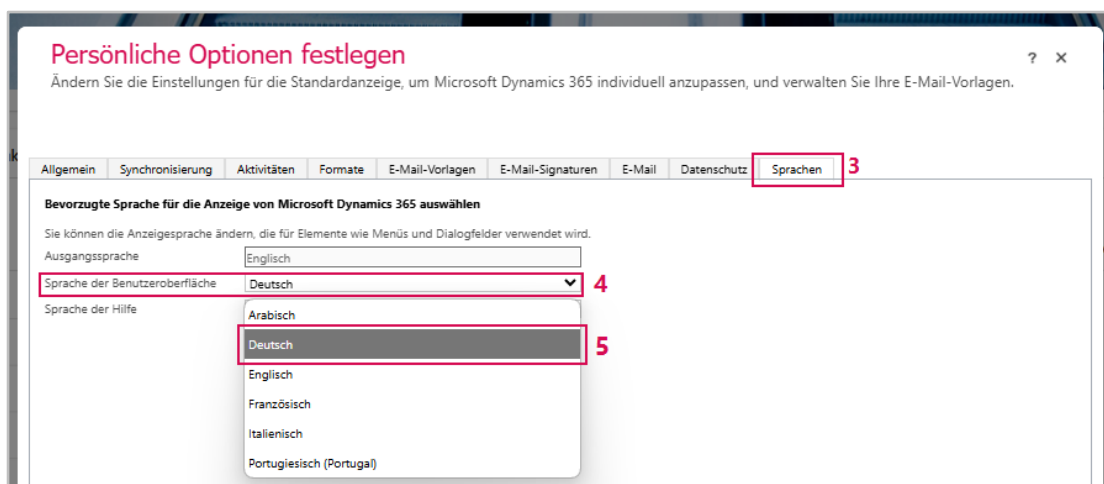 Persönliche Optionen festlegen
? ×
Ändern Sie die Einstellungen für die Standardanzeige, um Microsoft Dynamics 365 individuell anzupassen, und verwalten Sie Ihre E-Mail-Vorlagen.
Allgemein Synchronisierung Aktivitäten Formate E-Mail-Vorlagen E-Mail-Signaturen E-Mail Datenschutz Sprachen 3
Bevorzugte Sprache für die Anzeige von Microsoft Dynamics 365 auswählen
Sie können die Anzeigesprache ändern, die für Elemente wie Menüs und Dialogfelder verwendet wird.
Ausgangssprache Englisch
Sprache der Benutzeroberfläche Deutsch 4
Sprache der Hilfe
Arabisch
Deutsch 5
Englisch
Französisch
Italienisch
Portugiesisch (Portugal)